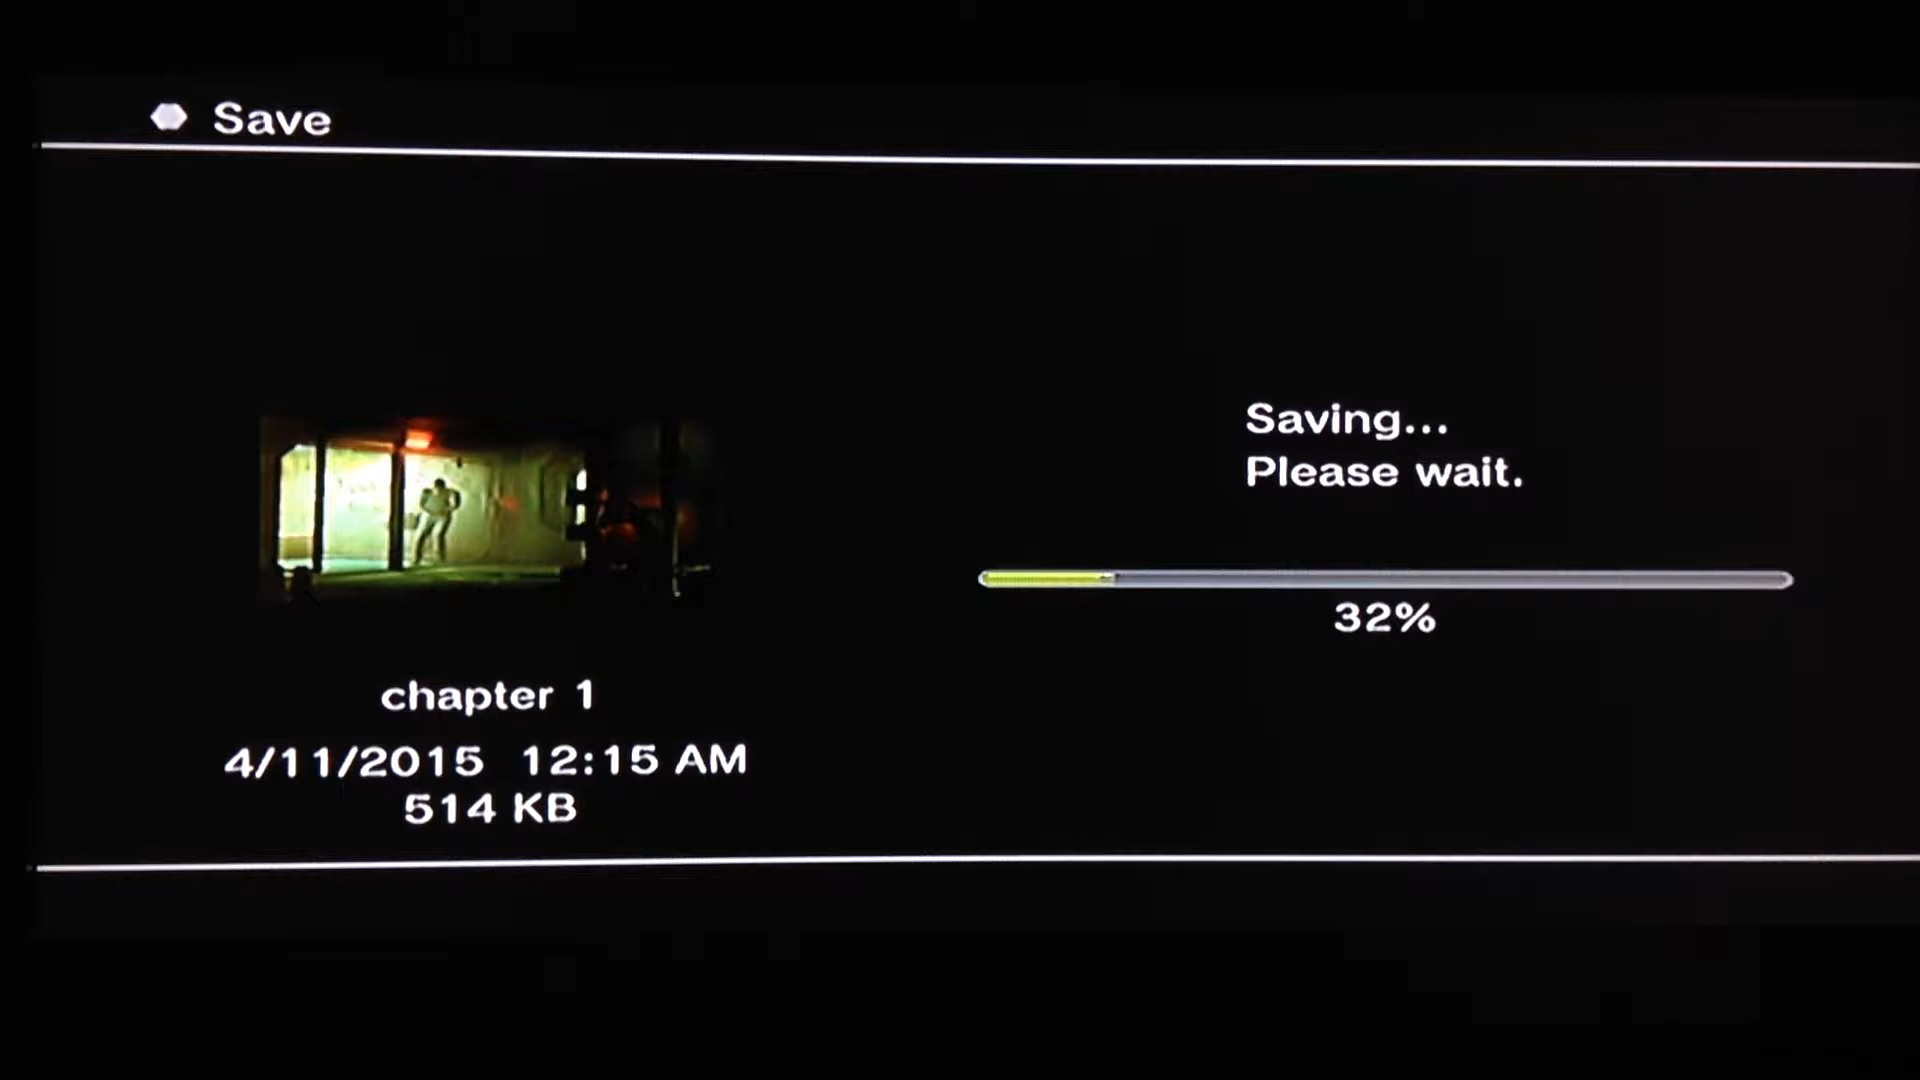 Save
Saving...
Please wait.
32%
chapter 1
4/11/2015 12:15 AM
514 KB